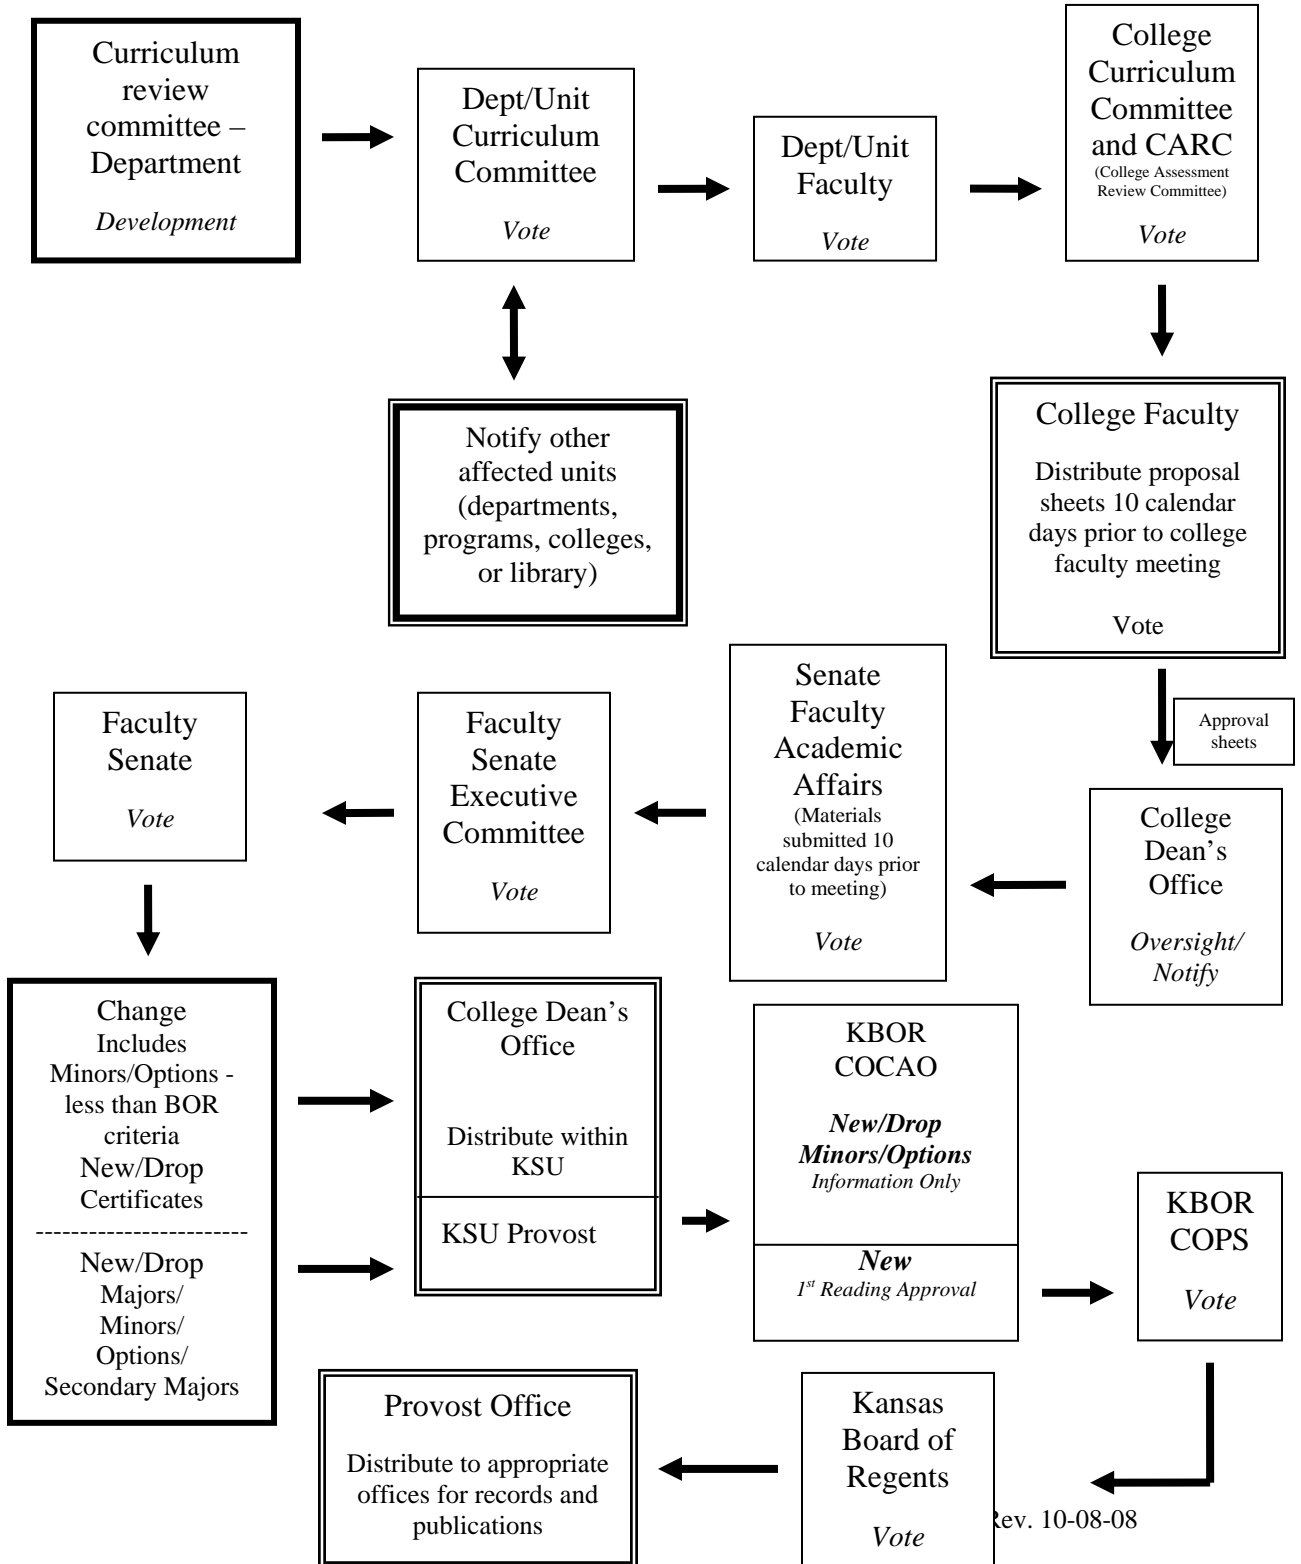 Curriculum
review
committee –
Department
Development
Dept/Unit
Curriculum
Committee
Vote
Dept/Unit
Faculty
Vote
College
Curriculum
Committee
and CARC
(College Assessment
Review Committee)
Vote
Notify other
affected units
(departments,
programs, colleges,
or library)
College Faculty
Distribute proposal
sheets 10 calendar
days prior to college
faculty meeting
Vote
Approval
sheets
College
Dean’s
Office
Oversight/
Notify
Senate
Faculty
Academic
Affairs
(Materials
submitted 10
calendar days prior
to meeting)
Vote
Faculty
Senate
Executive
Committee
Vote
Faculty
Senate
Vote
Change
Includes
Minors/Options -
less than BOR
criteria
New/Drop
Certificates
-------------------------
New/Drop
Majors/
Minors/
Options/
Secondary Majors
College Dean’s
Office
Distribute within
KSU
KSU Provost
KBOR
COCAO
New/Drop
Minors/Options
Information Only
New
1st Reading Approval
KBOR
COPS
Vote
Kansas
Board of
Regents
Vote
Provost Office
Distribute to appropriate
offices for records and
publications
Rev. 10-08-08